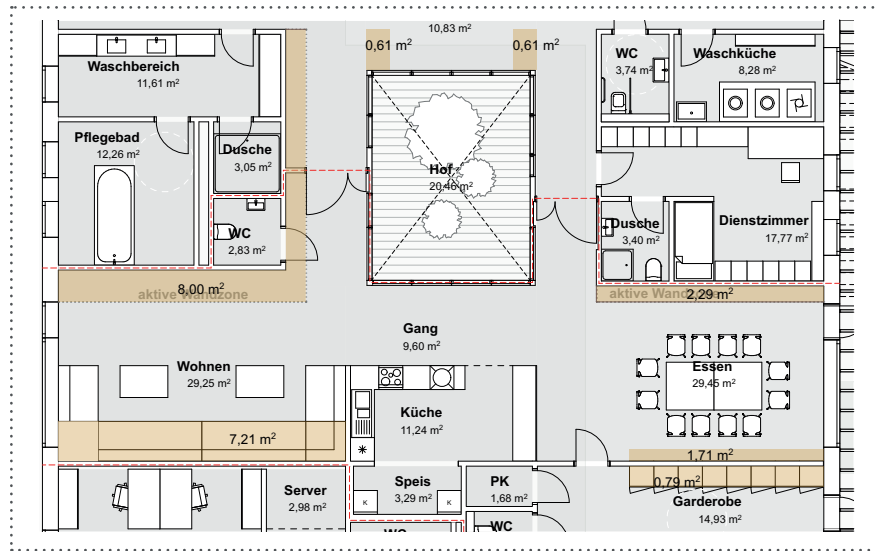 10,83 m²
0,61 m²
0,61 m²
Waschbereich
11,61 m²
WC
3,74 m²
Waschküche
8,28 m²
Pflegebad
12,26 m²
Dusche
3,05 m²
Hof
20,46 m²
WC
2,83 m²
Dusche
3,40 m²
Dienstzimmer
17,77 m²
8,00 m²
aktive Wandzone
2,29 m²
aktive Wandzone
Gang
9,60 m²
Wohnen
29,25 m²
Essen
29,45 m²
Küche
11,24 m²
7,21 m²
1,71 m²
0,79 m²
Speis
3,29 m²
K
K
PK
1,68 m²
Server
2,98 m²
Garderobe
14,93 m²
WC
WC